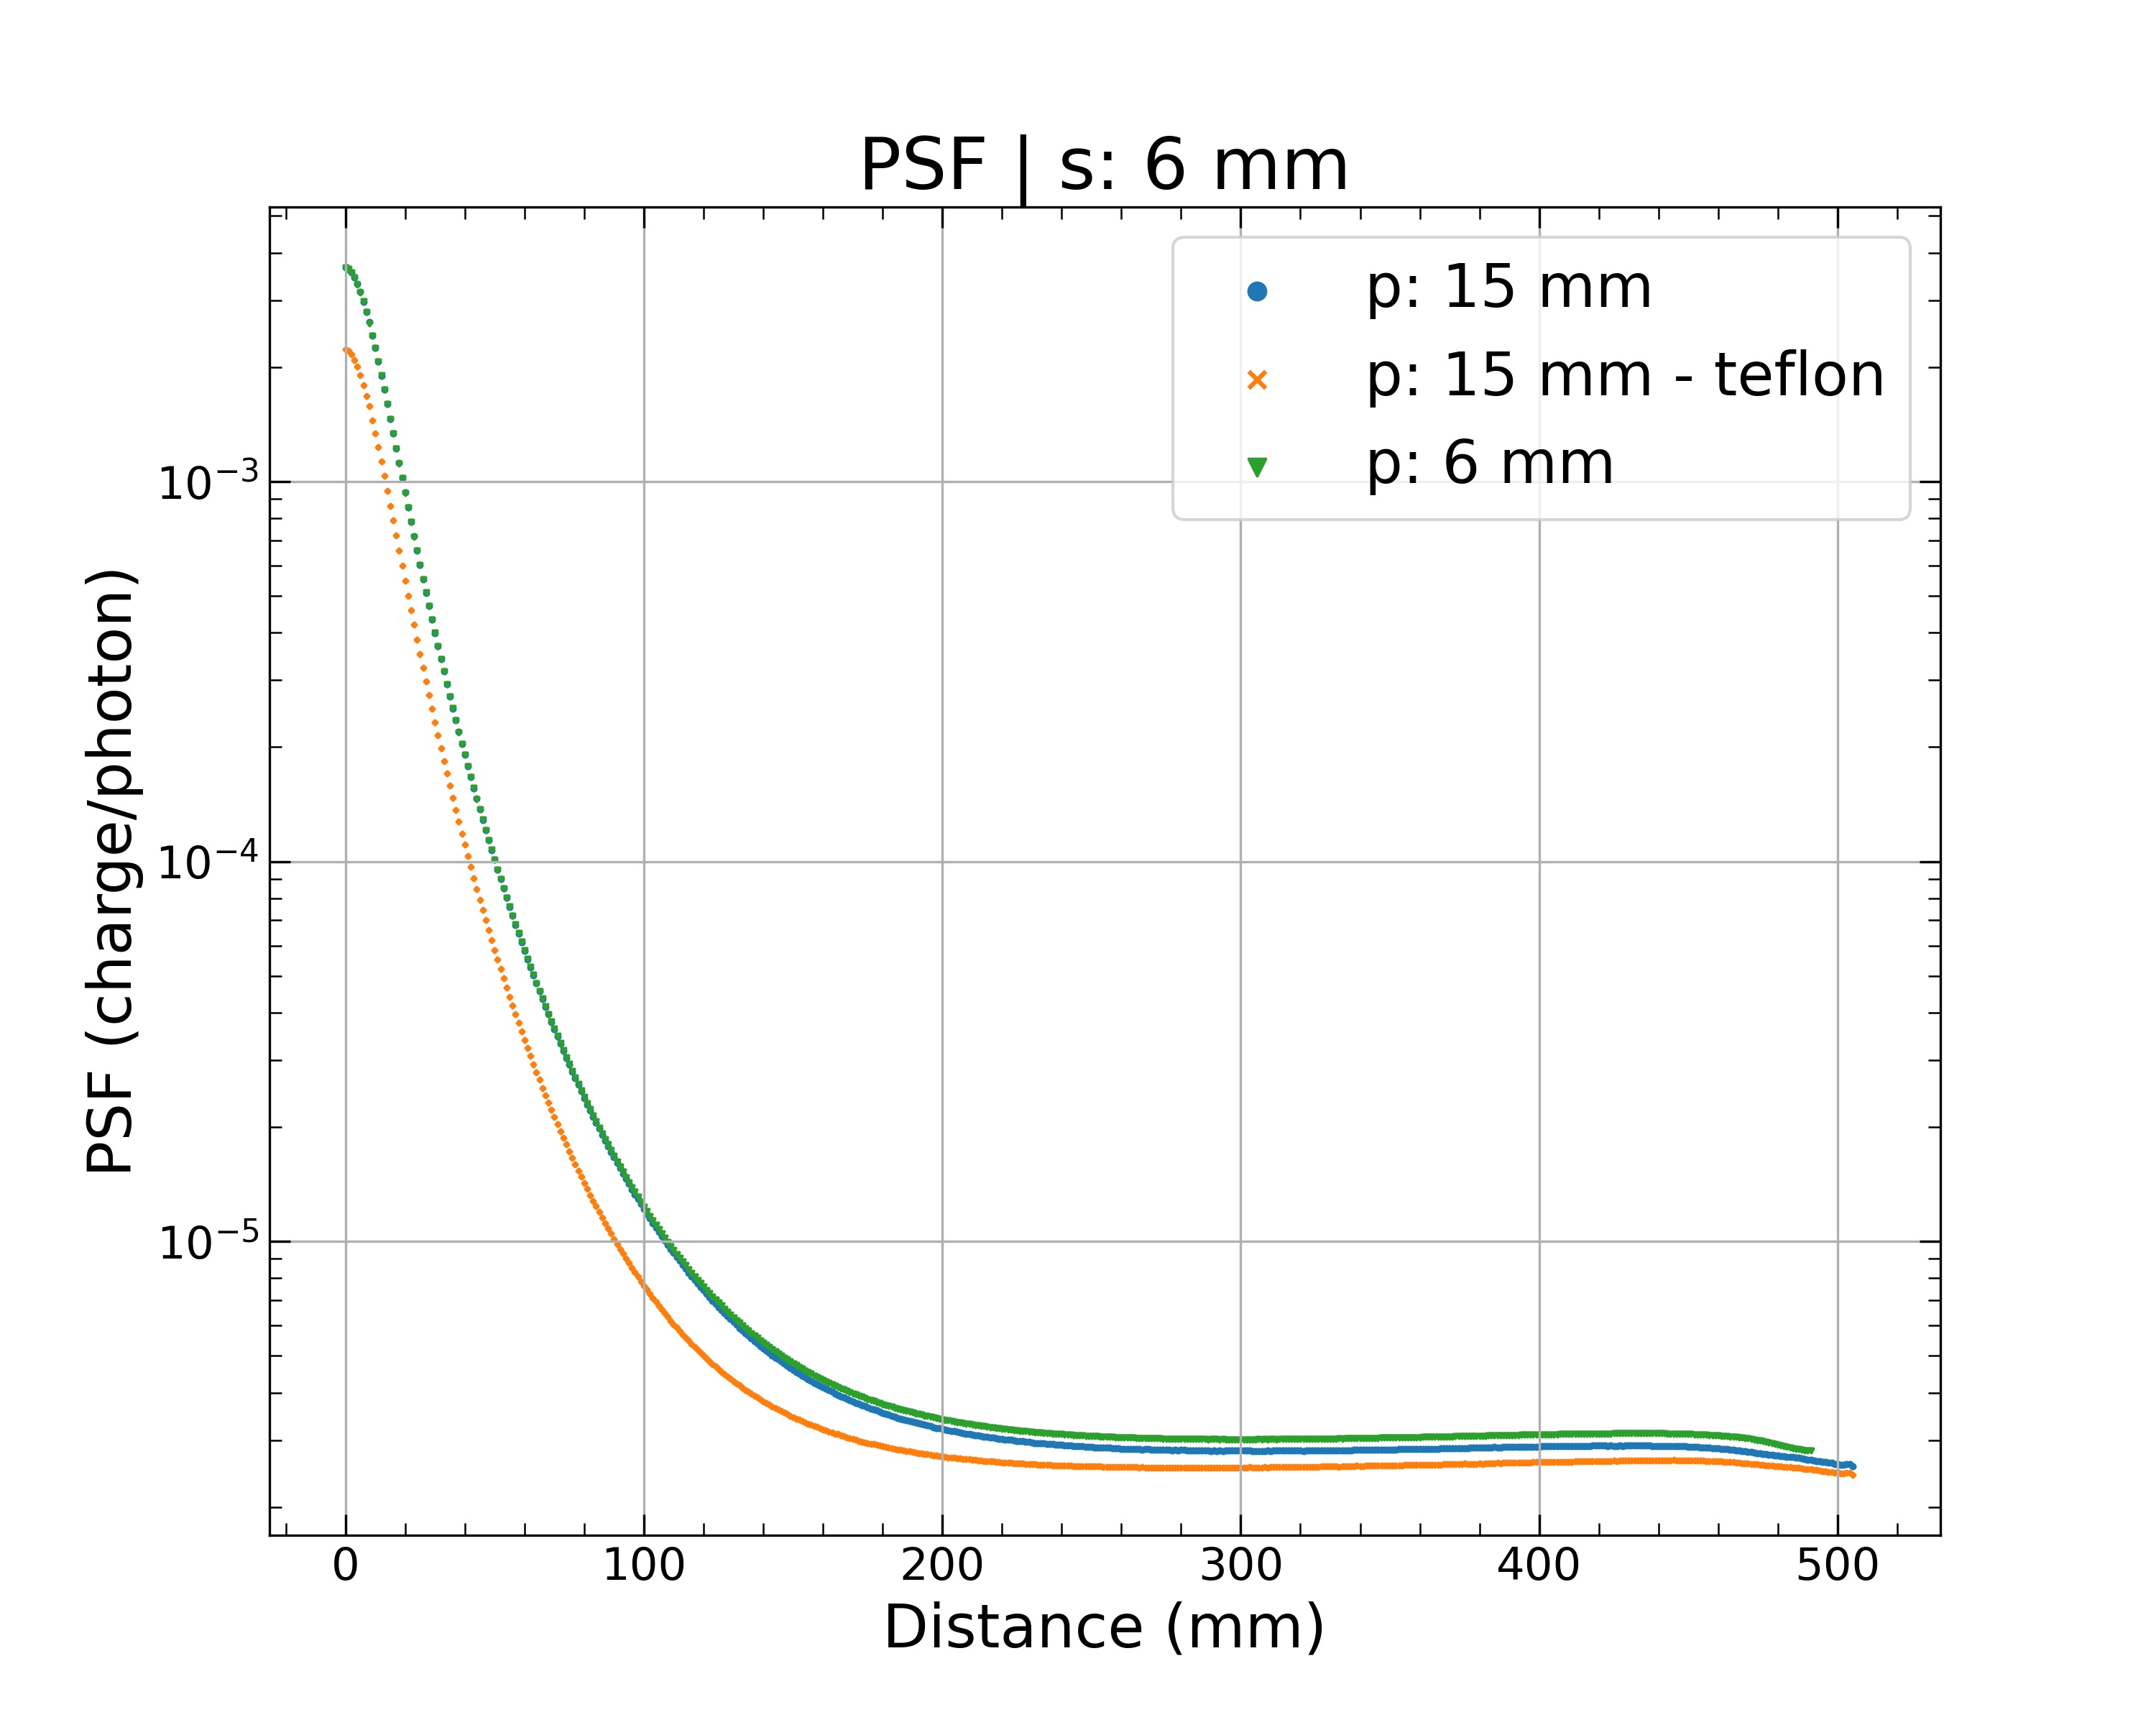 PSF | s: 6 mm
p: 15 mm
p: 15 mm - teflon
p: 6 mm
PSF (charge/photon)
10⁻³
10⁻⁴
10⁻⁵
0 100 200 300 400 500
Distance (mm)